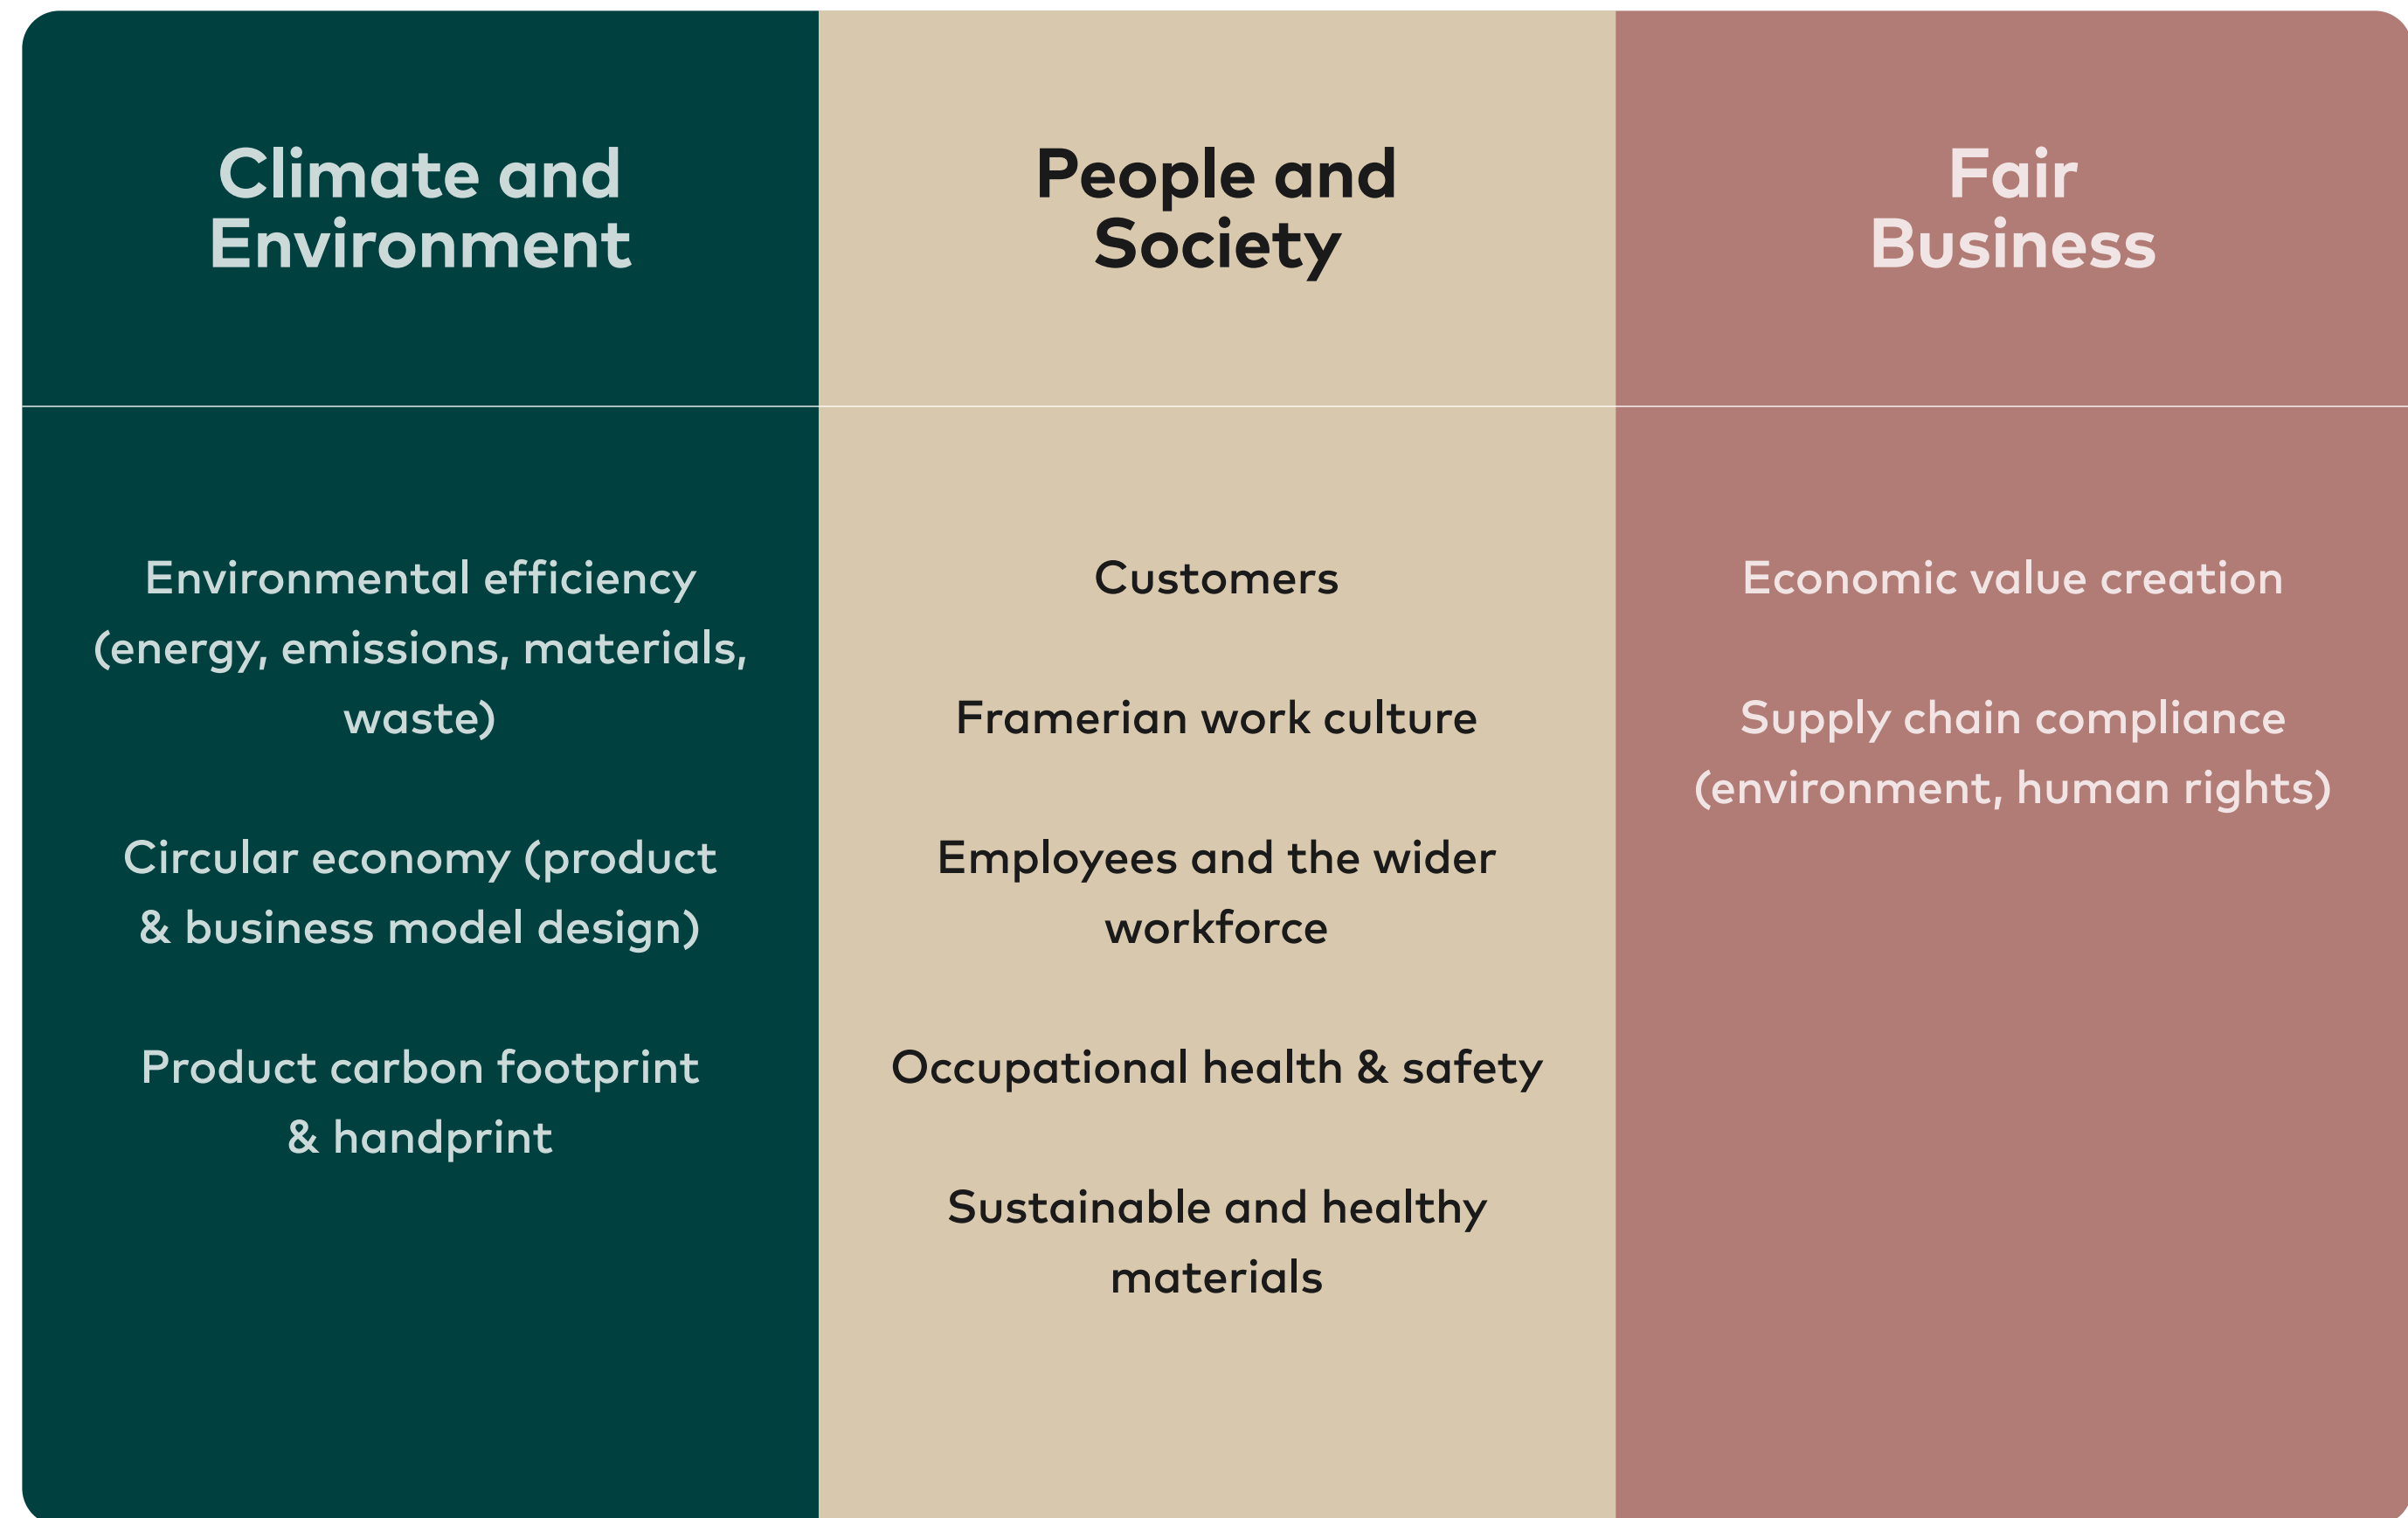 Climate and
Environment
People and
Society
Fair
Business
Environmental efficiency
(energy, emissions, materials,
waste)
Circular economy (product
& business model design)
Product carbon footprint
& handprint
Customers
Framerian work culture
Employees and the wider
workforce
Occupational health & safety
Sustainable and healthy
materials
Economic value creation
Supply chain compliance
(environment, human rights)